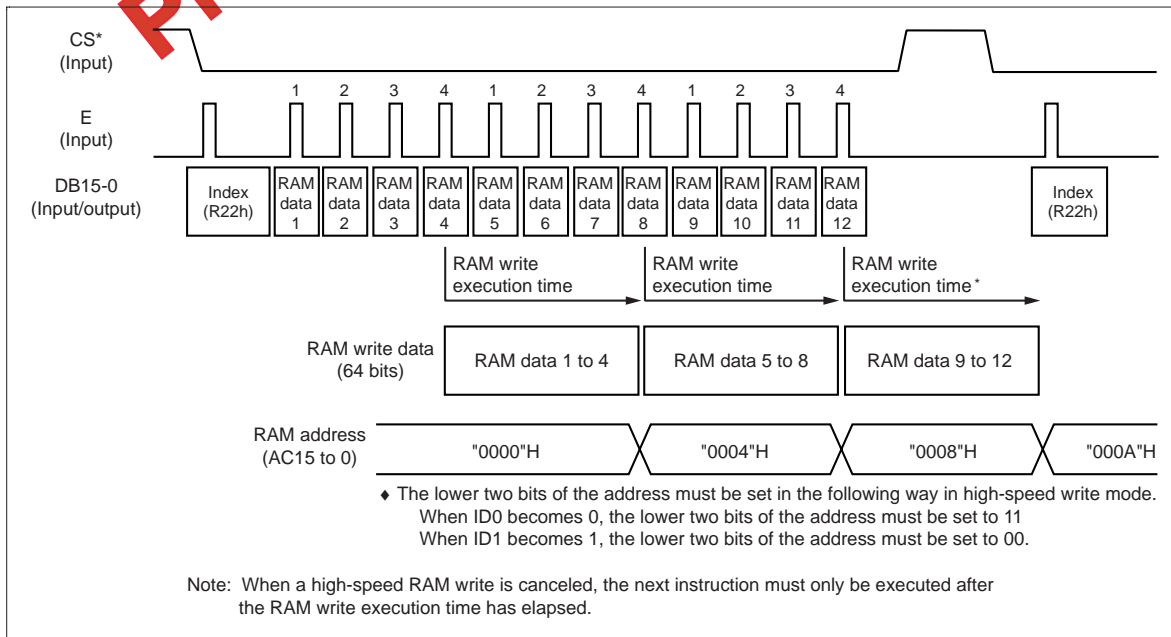 Pr
CS*
(Input)
1 2 3 4 1 2 3 4 1 2 3 4
E
(Input)
DB15-0
(Input/output)
Index
(R22h)
RAM
data
1
RAM
data
2
RAM
data
3
RAM
data
4
RAM
data
5
RAM
data
6
RAM
data
7
RAM
data
8
RAM
data
9
RAM
data
10
RAM
data
11
RAM
data
12
Index
(R22h)
RAM write
execution time
RAM write
execution time
RAM write
execution time*
RAM write data
(64 bits)
RAM data 1 to 4
RAM data 5 to 8
RAM data 9 to 12
RAM address
(AC15 to 0)
"0000"H
"0004"H
"0008"H
"000A"H
♦ The lower two bits of the address must be set in the following way in high-speed write mode.
When ID0 becomes 0, the lower two bits of the address must be set to 11
When ID1 becomes 1, the lower two bits of the address must be set to 00.
Note: When a high-speed RAM write is canceled, the next instruction must only be executed after
the RAM write execution time has elapsed.